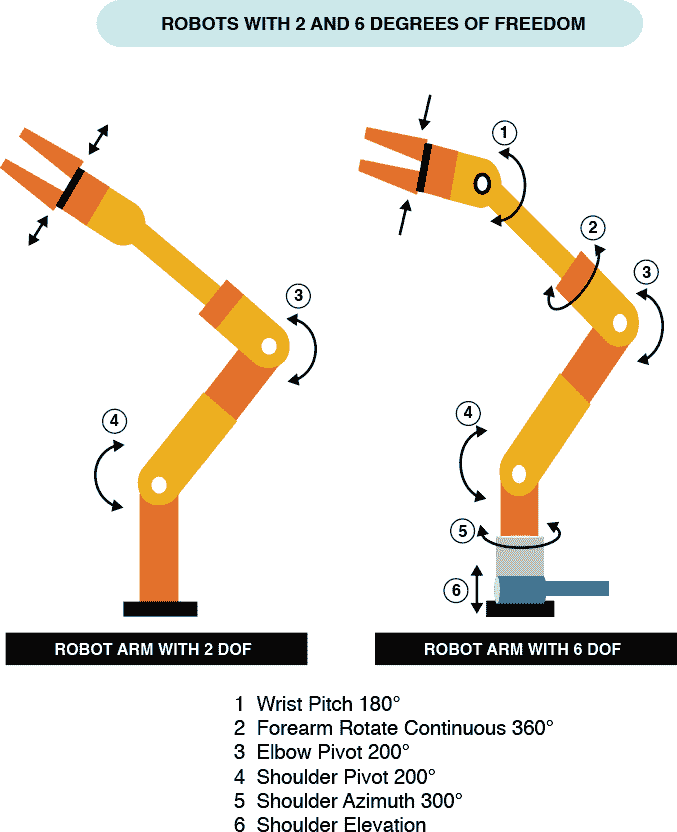 ROBOTS WITH 2 AND 6 DEGREES OF FREEDOM
1
2
3
3
4
4
5
6
ROBOT ARM WITH 2 DOF
ROBOT ARM WITH 6 DOF
1 Wrist Pitch 180°
2 Forearm Rotate Continuous 360°
3 Elbow Pivot 200°
4 Shoulder Pivot 200°
5 Shoulder Azimuth 300°
6 Shoulder Elevation